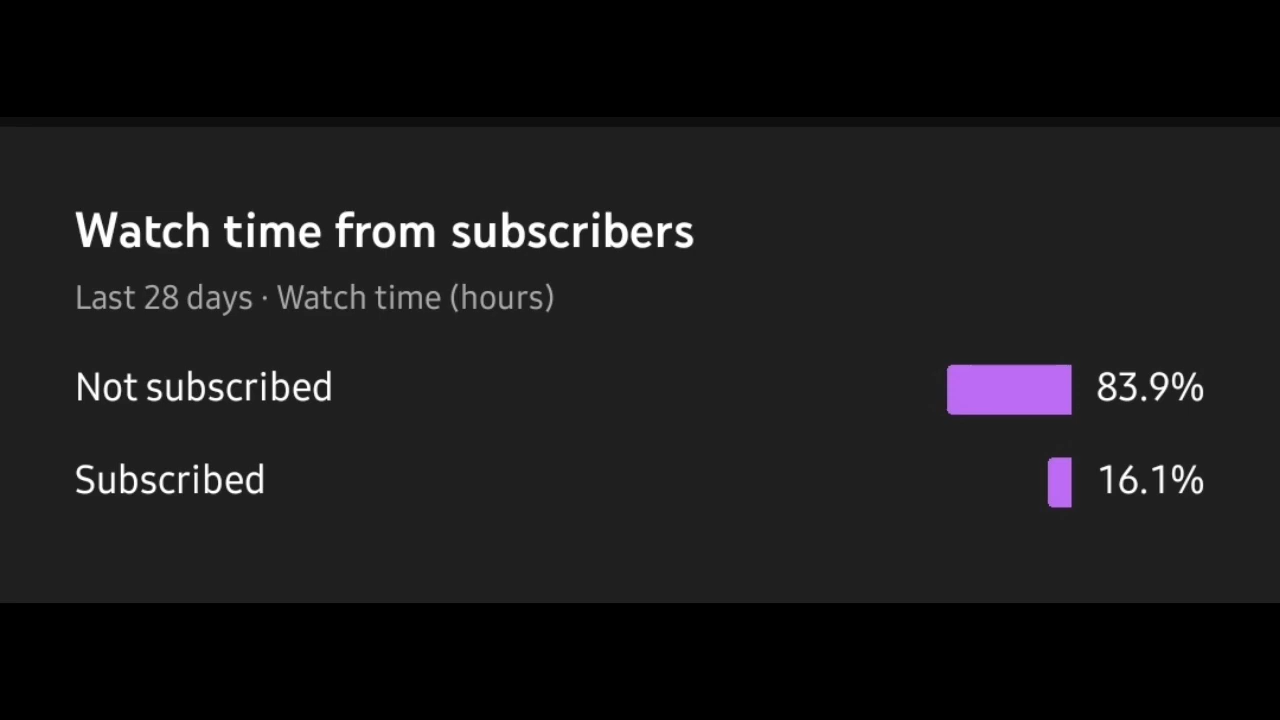 Watch time from subscribers
Last 28 days · Watch time (hours)
Not subscribed 83.9%
Subscribed 16.1%